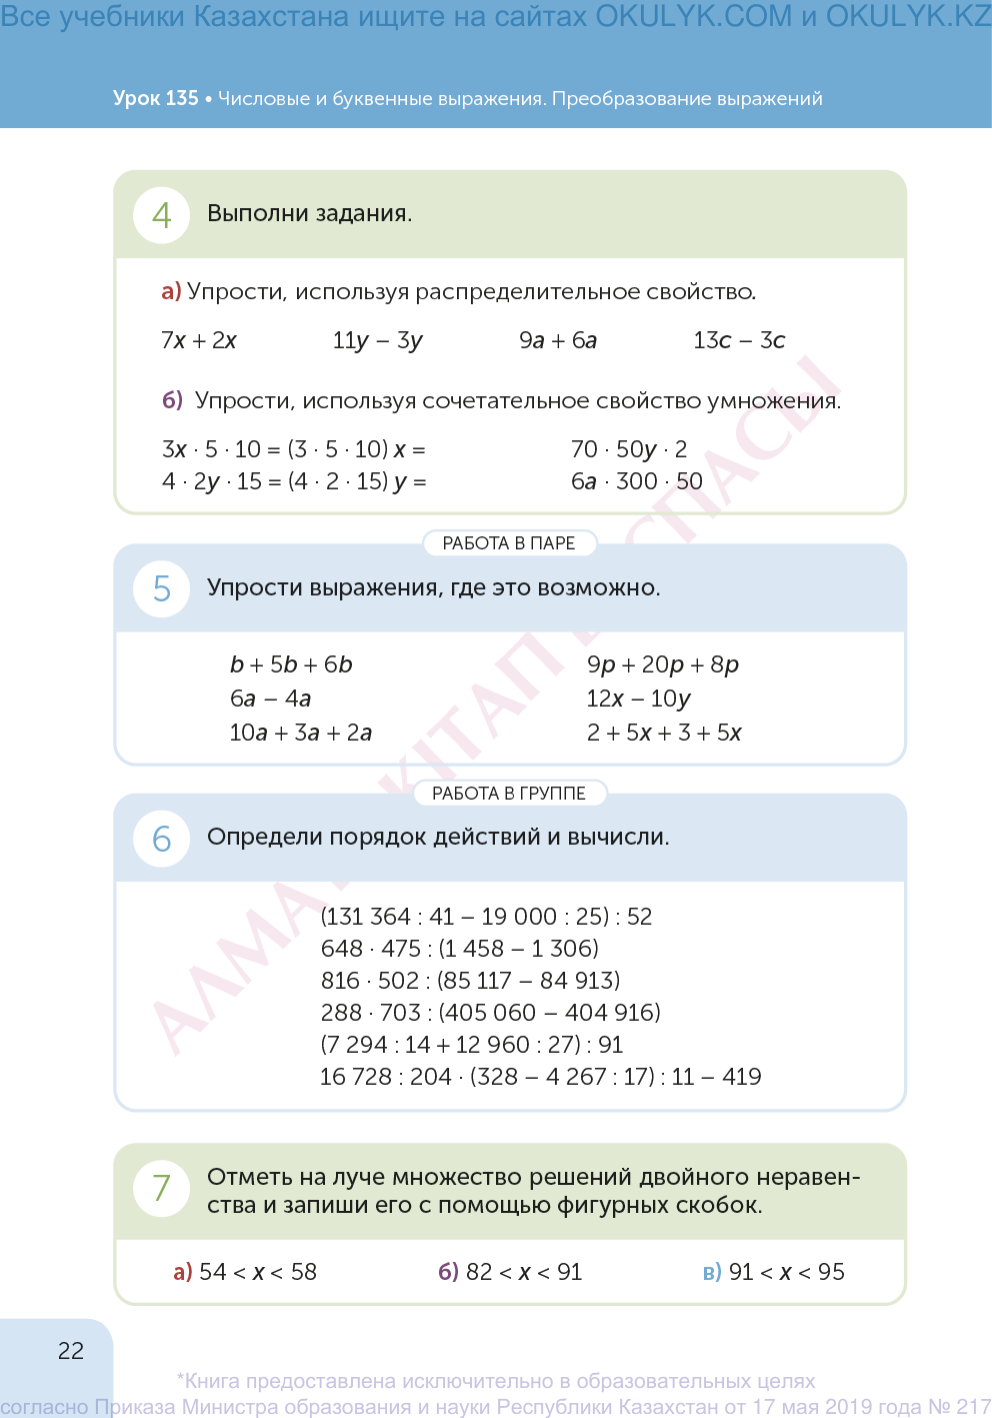 Все учебники Казахстана ищите на сайтах OKULYK.COM и OKULYK.KZ
Урок 135 • Числовые и буквенные выражения. Преобразование выражений
4 Выполни задания.
а) Упрости, используя распределительное свойство.
7x + 2x 11y – 3y 9a + 6a 13c – 3c
б) Упрости, используя сочетательное свойство умножения.
3x · 5 · 10 = (3 · 5 · 10) x = 70 · 50y · 2
4 · 2y · 15 = (4 · 2 · 15) y = 6a · 300 · 50
РАБОТА В ПАРЕ
5 Упрости выражения, где это возможно.
b + 5b + 6b 9p + 20p + 8p
6a – 4a 12x – 10y
10a + 3a + 2a 2 + 5x + 3 + 5x
РАБОТА В ГРУППЕ
6 Определи порядок действий и вычисли.
(131 364 : 41 – 19 000 : 25) : 52
648 · 475 : (1 458 – 1 306)
816 · 502 : (85 117 – 84 913)
288 · 703 : (405 060 – 404 916)
(7 294 : 14 + 12 960 : 27) : 91
16 728 : 204 · (328 – 4 267 : 17) : 11 – 419
7 Отметь на луче множество решений двойного неравен-
ства и запиши его с помощью фигурных скобок.
а) 54 < x < 58 б) 82 < x < 91 в) 91 < x < 95
22
*Книга предоставлена исключительно в образовательных целях
согласно Приказа Министра образования и науки Республики Казахстан от 17 мая 2019 года № 217